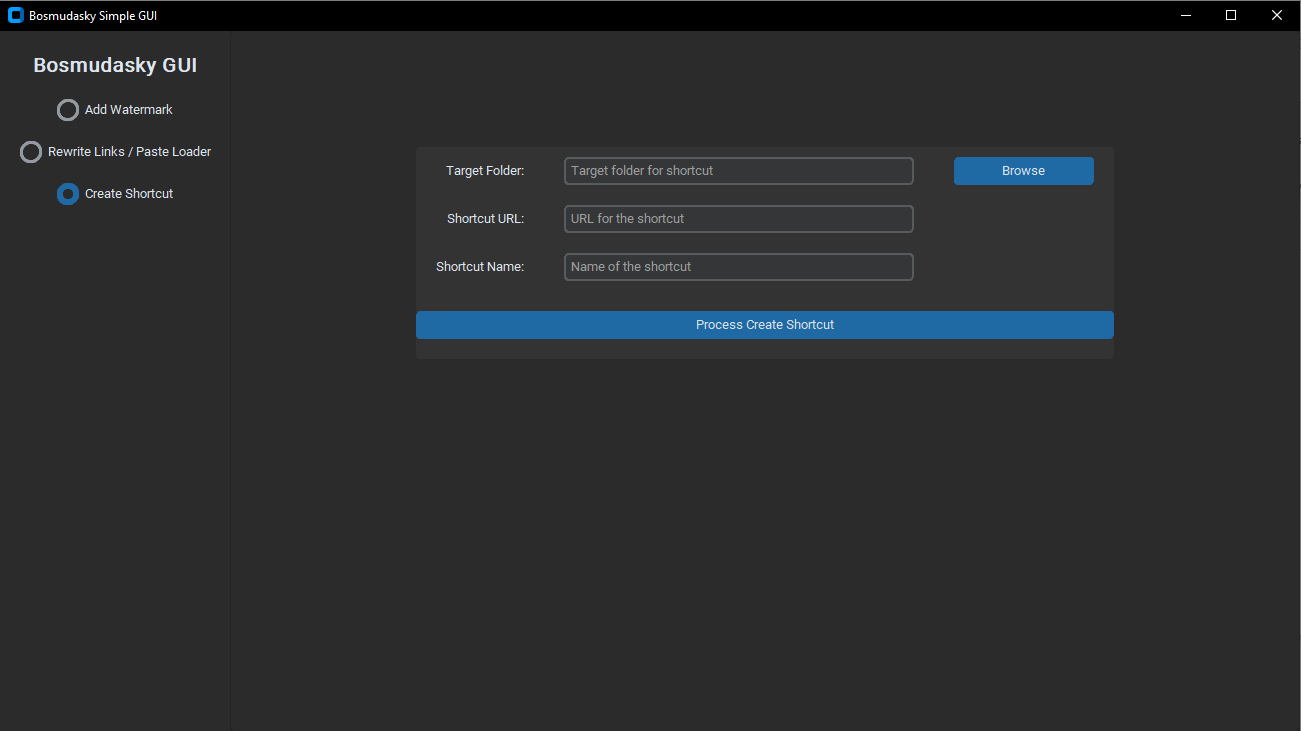 Bosmudasky Simple GUI
Bosmudasky GUI
Add Watermark
Rewrite Links / Paste Loader
Create Shortcut
Target Folder: Target folder for shortcut Browse
Shortcut URL: URL for the shortcut
Shortcut Name: Name of the shortcut
Process Create Shortcut